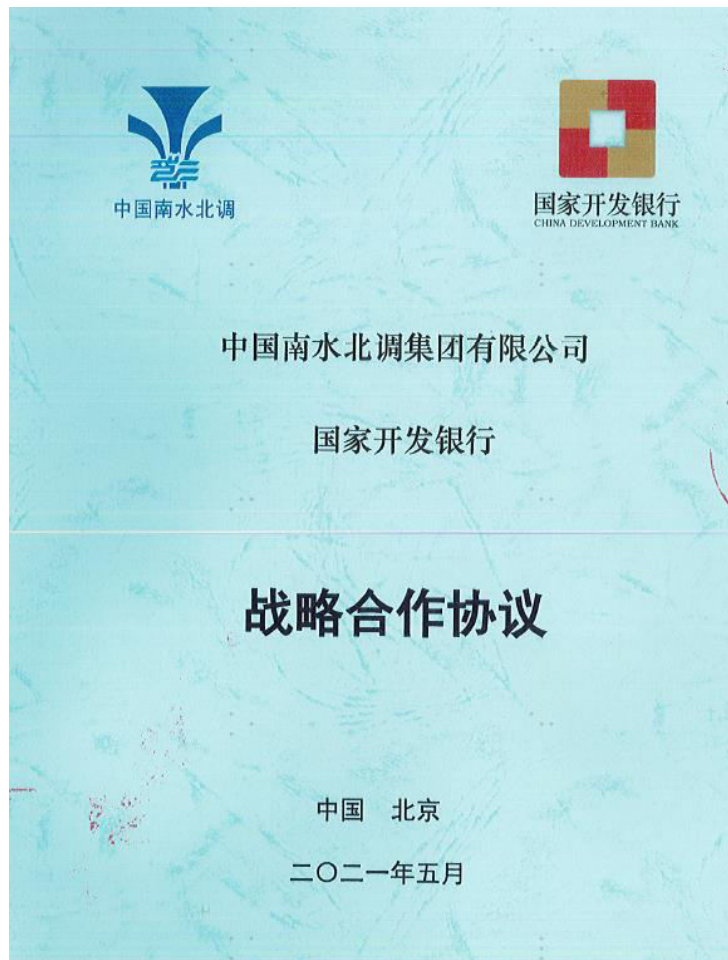 中国南水北调
国家开发银行
CHINA DEVELOPMENT BANK
中国南水北调集团有限公司
国家开发银行
战略合作协议
中国 北京
二〇二一年五月